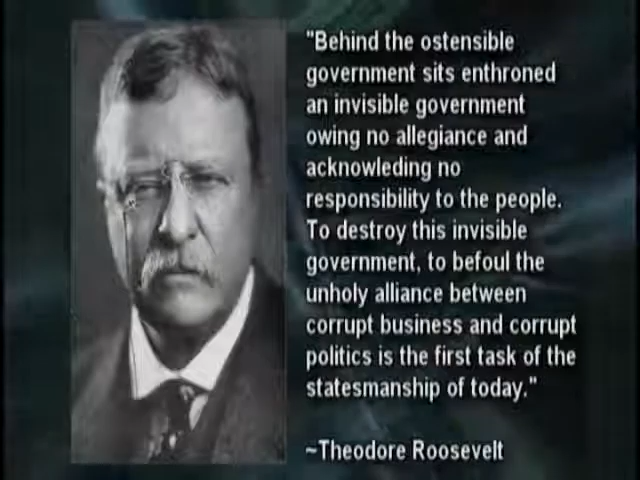 "Behind the ostensible
government sits enthroned
an invisible government
owing no allegiance and
acknowleding no
responsibility to the people.
To destroy this invisible
government, to befoul the
unholy alliance between
corrupt business and corrupt
politics is the first task of the
statesmanship of today."
~Theodore Roosevelt